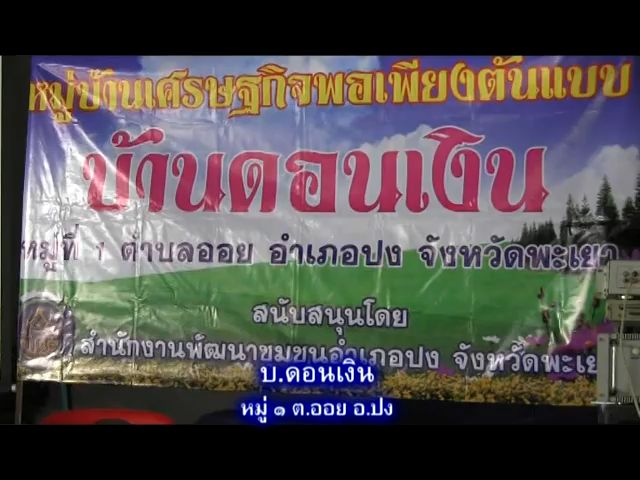 หมู่บ้านเศรษฐกิจพอเพียงต้นแบบ
บ้านดอนเงิน
หมู่ที่ 1 ตำบลออย อำเภอปง จังหวัดพะเยา
สนับสนุนโดย
สำนักงานพัฒนาชุมชนอำเภอปง จังหวัดพะเยา
บ.ดอนเงิน
หมู่ ๑ ต.ออย อ.ปง